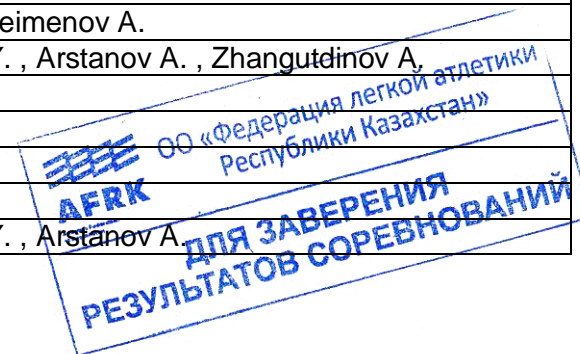 eimenov A.
Y. , Arstanov A. , Zhangutdinov A.
ОО «Федерация легкой атлетики
Республики Казахстан»
AFRK
Y. , Arstanov A.
ДЛЯ ЗАВЕРЕНИЯ
РЕЗУЛЬТАТОВ СОРЕВНОВАНИЙ